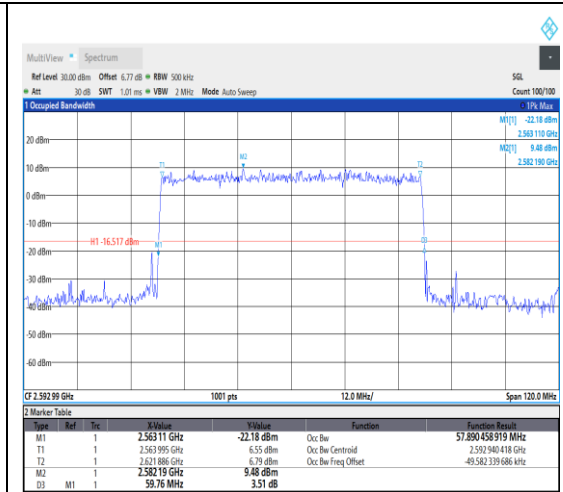 MultiView Spectrum
Ref Level 30.00 dBm Offset 6.77 dB RBW 500 kHz SGL
Att 30 dB SWT 1.01 ms VBW 2 MHz Mode Auto Sweep Count 100/100
1 Occupied Bandwidth 1Pk Max
M1[1] -22.18 dBm
2.563 110 GHz
M2[1] 9.48 dBm
2.582 190 GHz
20 dBm
M2
T1 T2
10 dBm
0 dBm
-10 dBm
H1 -16.517 dBm
M1 D3
-20 dBm
-30 dBm
-40 dBm
-50 dBm
-60 dBm
CF 2.592 99 GHz 1001 pts 12.0 MHz/ Span 120.0 MHz
2 Marker Table
Type Ref Trc X-Value Y-Value Function Function Result
M1 1 2.563 11 GHz -22.18 dBm Occ Bw 57.890 458 919 MHz
T1 1 2.563 995 GHz 6.55 dBm Occ Bw Centroid 2.592 940 418 GHz
T2 1 2.621 886 GHz 6.79 dBm Occ Bw Freq Offset -49.582 339 686 kHz
M2 1 2.582 19 GHz 9.48 dBm
D3 M1 1 59.76 MHz 3.51 dB